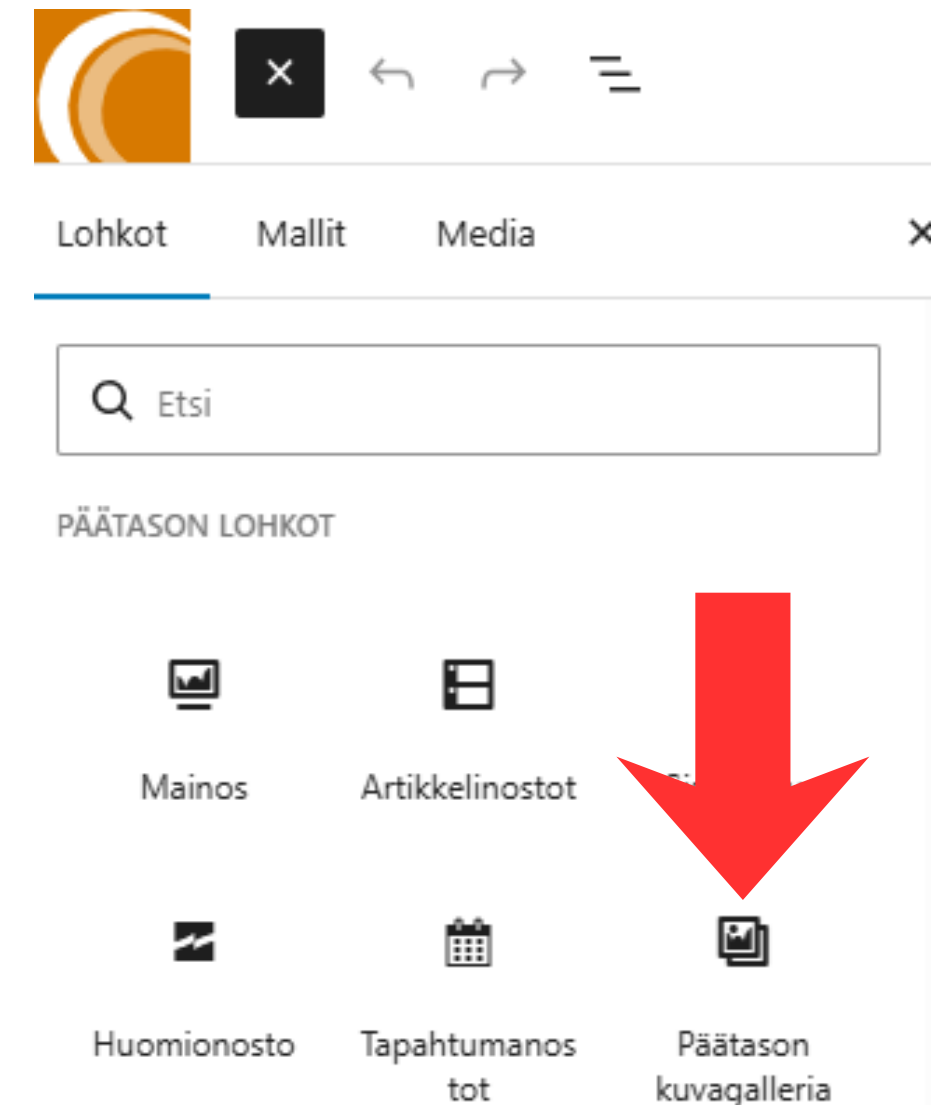 Lohkot Mallit Media
Etsi
PÄÄTASON LOHKOT
Mainos Artikkelinostot
Huomionosto Tapahtumanos Päätason
tot kuvagalleria